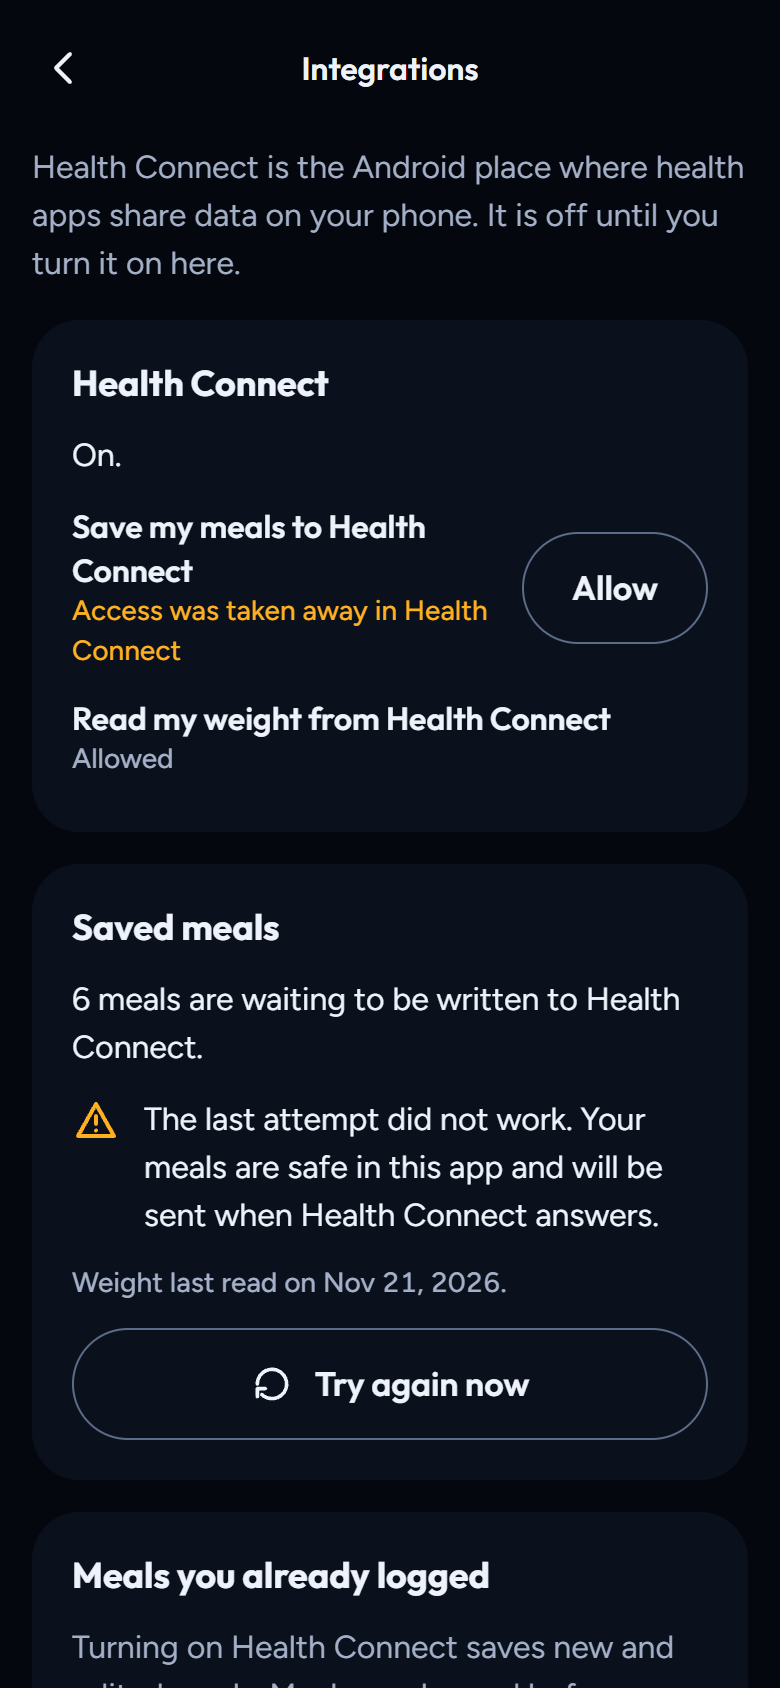 Integrations
Health Connect is the Android place where health
apps share data on your phone. It is off until you
turn it on here.
Health Connect
On.
Save my meals to Health
Connect
Access was taken away in Health
Connect
Allow
Read my weight from Health Connect
Allowed
Saved meals
6 meals are waiting to be written to Health
Connect.
The last attempt did not work. Your
meals are safe in this app and will be
sent when Health Connect answers.
Weight last read on Nov 21, 2026.
Try again now
Meals you already logged
Turning on Health Connect saves new and